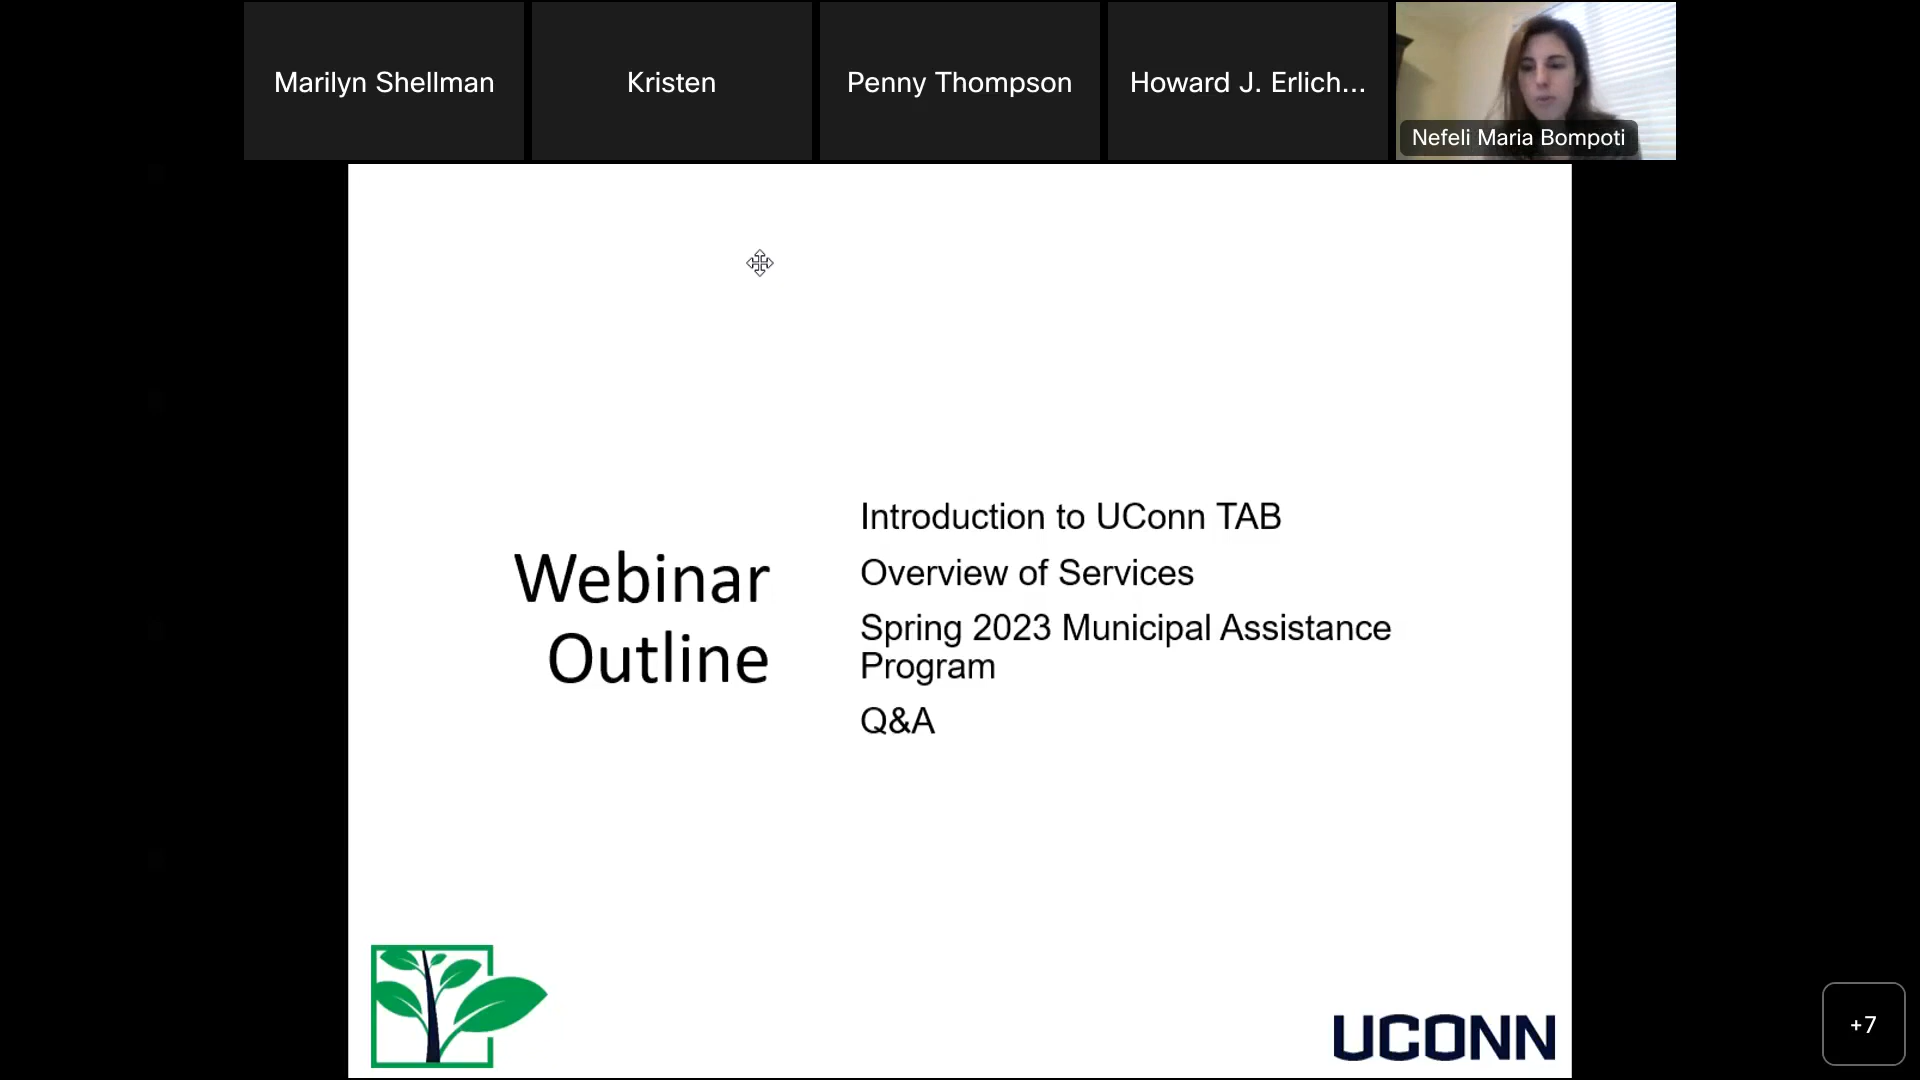 Marilyn Shellman
Kristen
Penny Thompson
Howard J. Erlich...
Nefeli Maria Bompoti
Webinar
Outline
Introduction to UConn TAB
Overview of Services
Spring 2023 Municipal Assistance
Program
Q&A
UCONN
+7